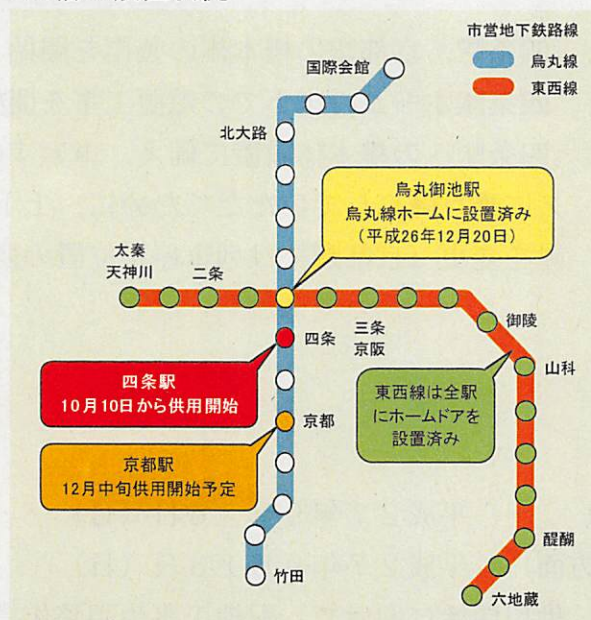 市営地下鉄路線
烏丸線
東西線
国際会館
北大路
烏丸御池駅
烏丸線ホームに設置済み
(平成26年12月20日)
太秦
天神川
二条
四条
三条
京阪
御陵
山科
四条駅
10月10日から供用開始
東西線は全駅
にホームドアを
設置済み
京都
京都駅
12月中旬供用開始予定
醍醐
竹田
六地蔵